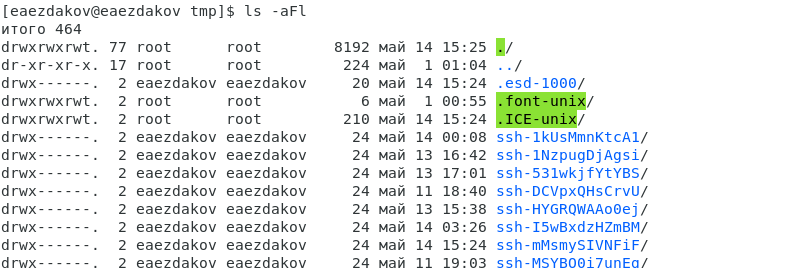 [eaezdakov@eaezdakov tmp]$ ls -aFl
итого 464
drwxrwxrwt. 77 root      root      8192 май 14 15:25 ./
dr-xr-xr-x. 17 root      root       224 май  1 01:04 ../
drwx------.  2 eaezdakov eaezdakov   20 май 14 15:24 .esd-1000/
drwxrwxrwt.  2 root      root         6 май  1 00:55 .font-unix/
drwxrwxrwt.  2 root      root       210 май 14 15:24 .ICE-unix/
drwx------.  2 eaezdakov eaezdakov   24 май 14 00:08 ssh-1kUsMmnKtcA1/
drwx------.  2 eaezdakov eaezdakov   24 май 13 16:42 ssh-1NzpugDjAgsi/
drwx------.  2 eaezdakov eaezdakov   24 май 13 17:01 ssh-531wkjfYtYBS/
drwx------.  2 eaezdakov eaezdakov   24 май 11 18:40 ssh-DCVpxQHsCrvU/
drwx------.  2 eaezdakov eaezdakov   24 май 13 15:38 ssh-HYGRQWAAo0ej/
drwx------.  2 eaezdakov eaezdakov   24 май 14 03:26 ssh-I5wBxdzHZmBM/
drwx------.  2 eaezdakov eaezdakov   24 май 14 15:24 ssh-mMsmySIVNFiF/
drwx------.  2 eaezdakov eaezdakov   24 май 11 19:03